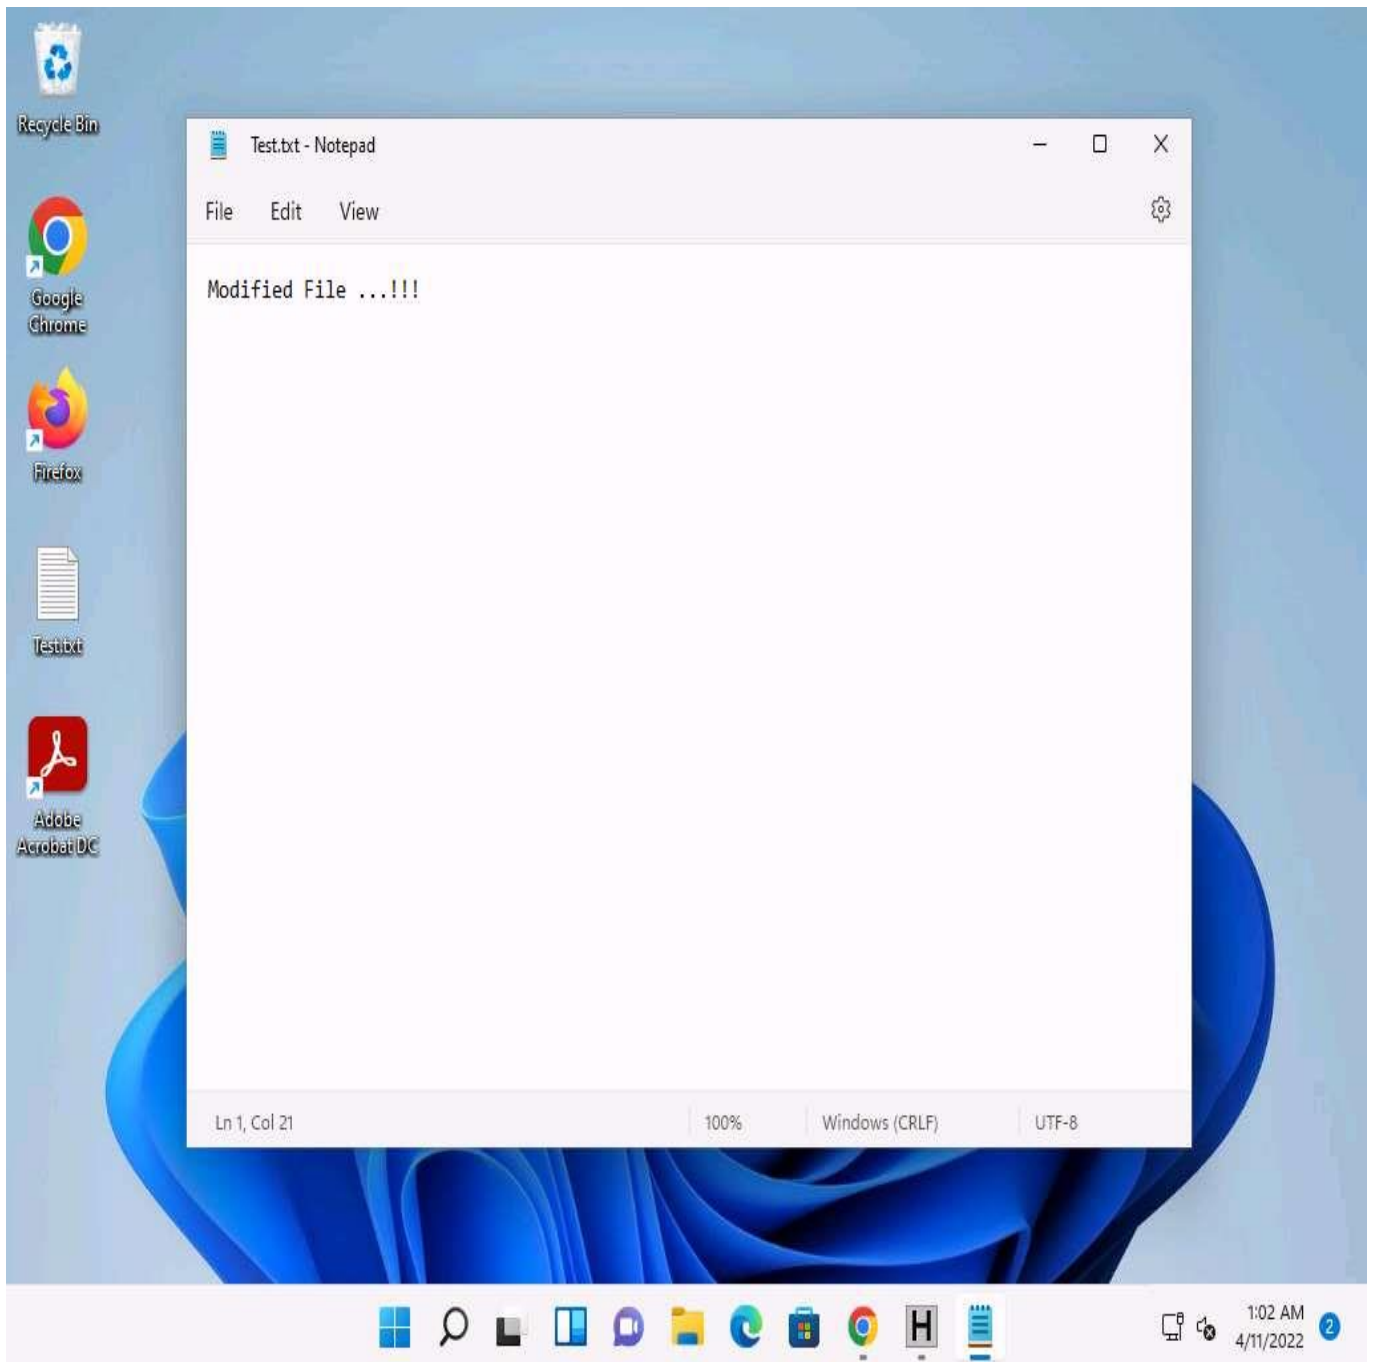 Recycle Bin
Google
Chrome
Firefox
Test.txt
Adobe
Acrobat DC
Test.txt - Notepad
File Edit View
Modified File ...!!!
Ln 1, Col 21 100% Windows (CRLF) UTF-8
H
1:02 AM
4/11/2022
2